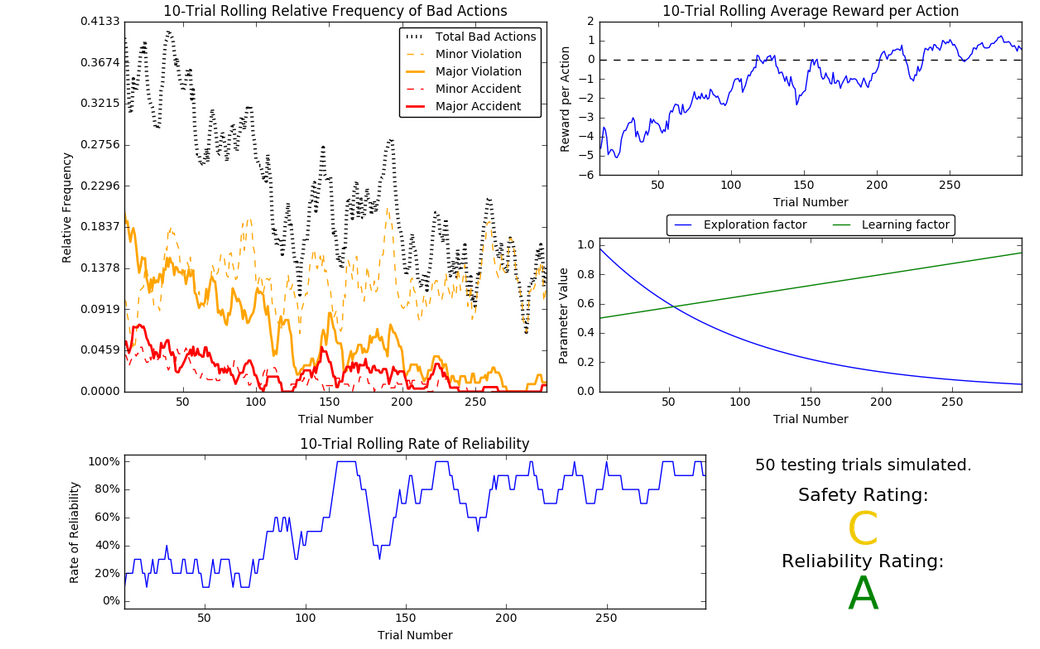 10-Trial Rolling Relative Frequency of Bad Actions
Relative Frequency
0.4133
0.3674
0.3215
0.2756
0.2296
0.1837
0.1378
0.0919
0.0459
0.0000
Total Bad Actions
Minor Violation
Major Violation
Minor Accident
Major Accident
50 100 150 200 250
Trial Number
10-Trial Rolling Average Reward per Action
Reward per Action
2
1
0
−1
−2
−3
−4
−5
−6
50 100 150 200 250
Trial Number
Exploration factor Learning factor
Parameter Value
1.0
0.8
0.6
0.4
0.2
0.0
50 100 150 200 250
Trial Number
10-Trial Rolling Rate of Reliability
Rate of Reliability
100%
80%
60%
40%
20%
0%
50 100 150 200 250
Trial Number
50 testing trials simulated.
Safety Rating:
C
Reliability Rating:
A